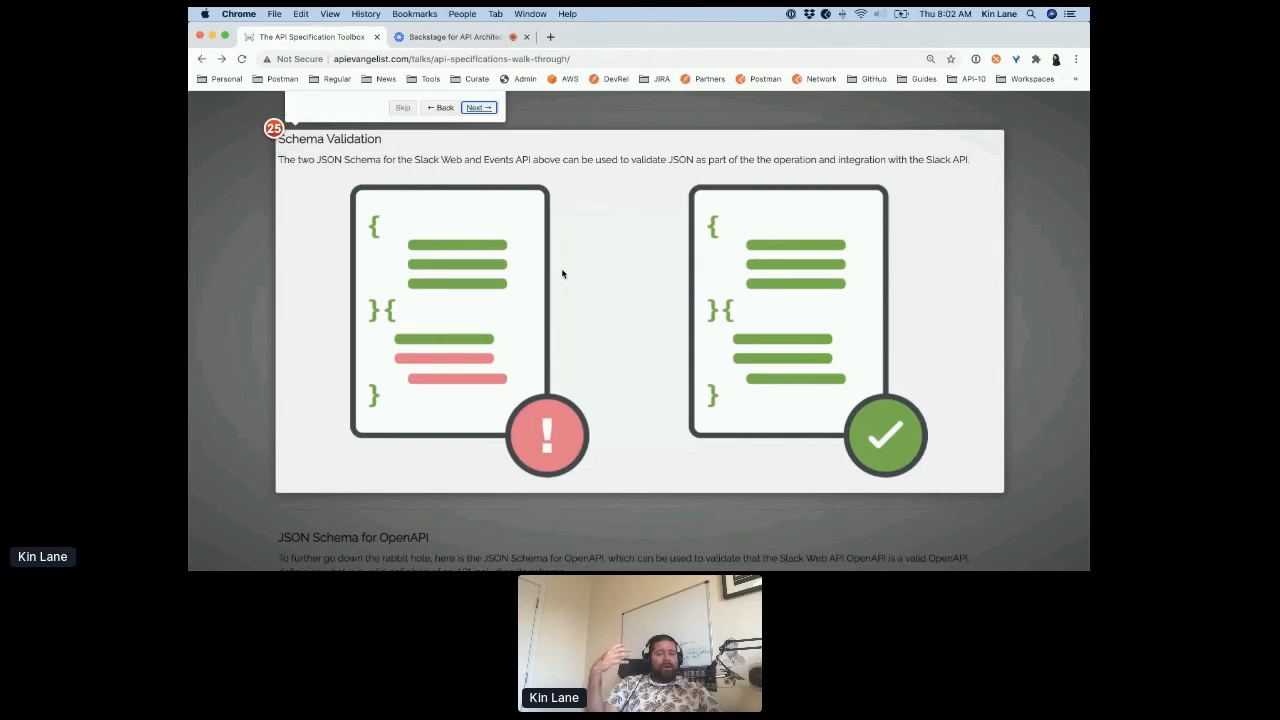 Chrome File Edit View History Bookmarks People Tab Window Help Thu 8:02 AM Kin Lane
The API Specification Toolbox Backstage for API Architec
Not Secure apievangelist.com/talks/api-specifications-walk-through/
Personal Postman Regular News Tools Curate Admin AWS DevRel JIRA Partners Postman Network GitHub Guides API-10 Workspaces »
Skip ← Back Next →
25
Schema Validation
The two JSON Schema for the Slack Web and Events API above can be used to validate JSON as part of the the operation and integration with the Slack API.
{ {
}{ }{
} }
! 
JSON Schema for OpenAPI
To further go down the rabbit hole, here is the JSON Schema for OpenAPI, which can be used to validate that the Slack Web API OpenAPI is a valid OpenAPI,
Kin Lane
Kin Lane